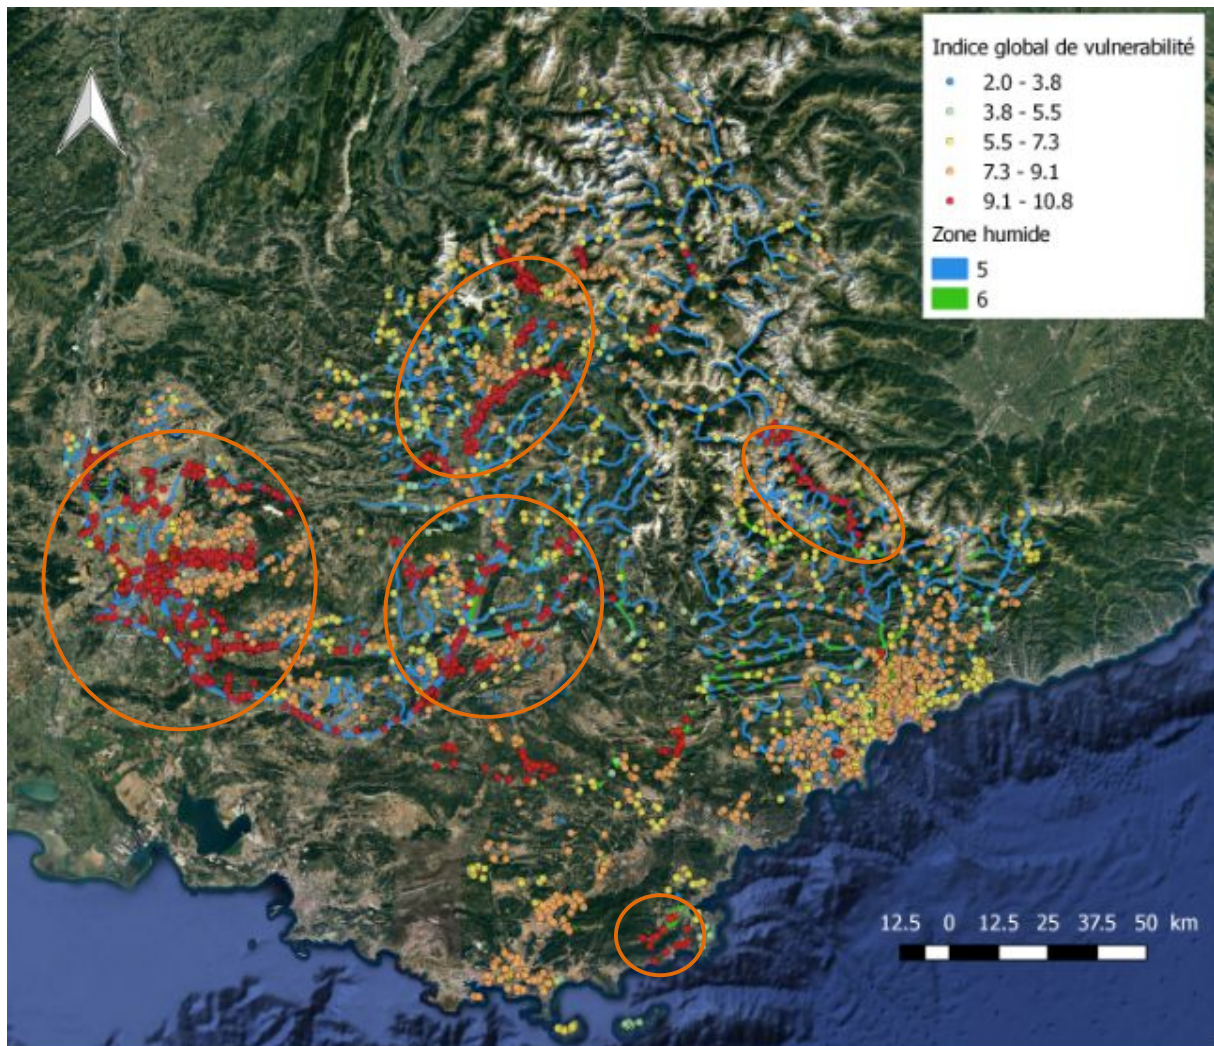 Indice global de vulnerabilité
2.0 - 3.8
3.8 - 5.5
5.5 - 7.3
7.3 - 9.1
9.1 - 10.8
Zone humide
5
6
12.5 0 12.5 25 37.5 50 km